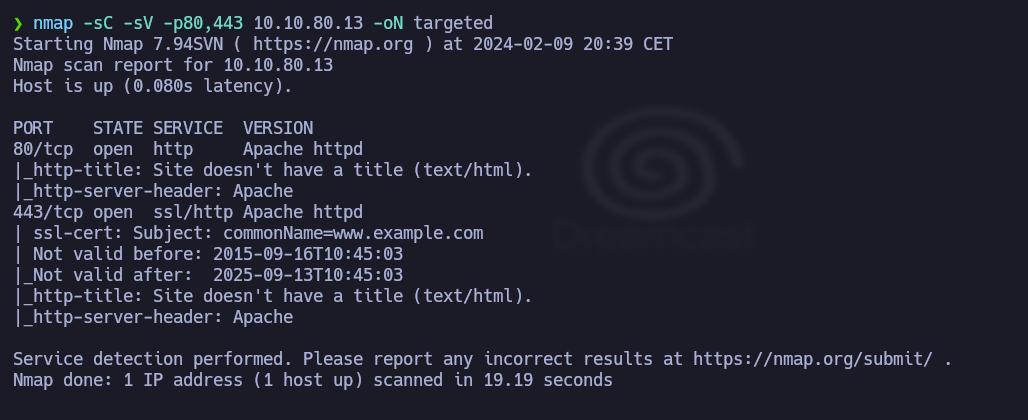 ❯ nmap -sC -sV -p80,443 10.10.80.13 -oN targeted
Starting Nmap 7.94SVN ( https://nmap.org ) at 2024-02-09 20:39 CET
Nmap scan report for 10.10.80.13
Host is up (0.080s latency).

PORT    STATE SERVICE  VERSION
80/tcp  open  http     Apache httpd
|_http-title: Site doesn't have a title (text/html).
|_http-server-header: Apache
443/tcp open  ssl/http Apache httpd
| ssl-cert: Subject: commonName=www.example.com
| Not valid before: 2015-09-16T10:45:03
|_Not valid after:  2025-09-13T10:45:03
|_http-title: Site doesn't have a title (text/html).
|_http-server-header: Apache
Dreamcast

Service detection performed. Please report any incorrect results at https://nmap.org/submit/ .
Nmap done: 1 IP address (1 host up) scanned in 19.19 seconds